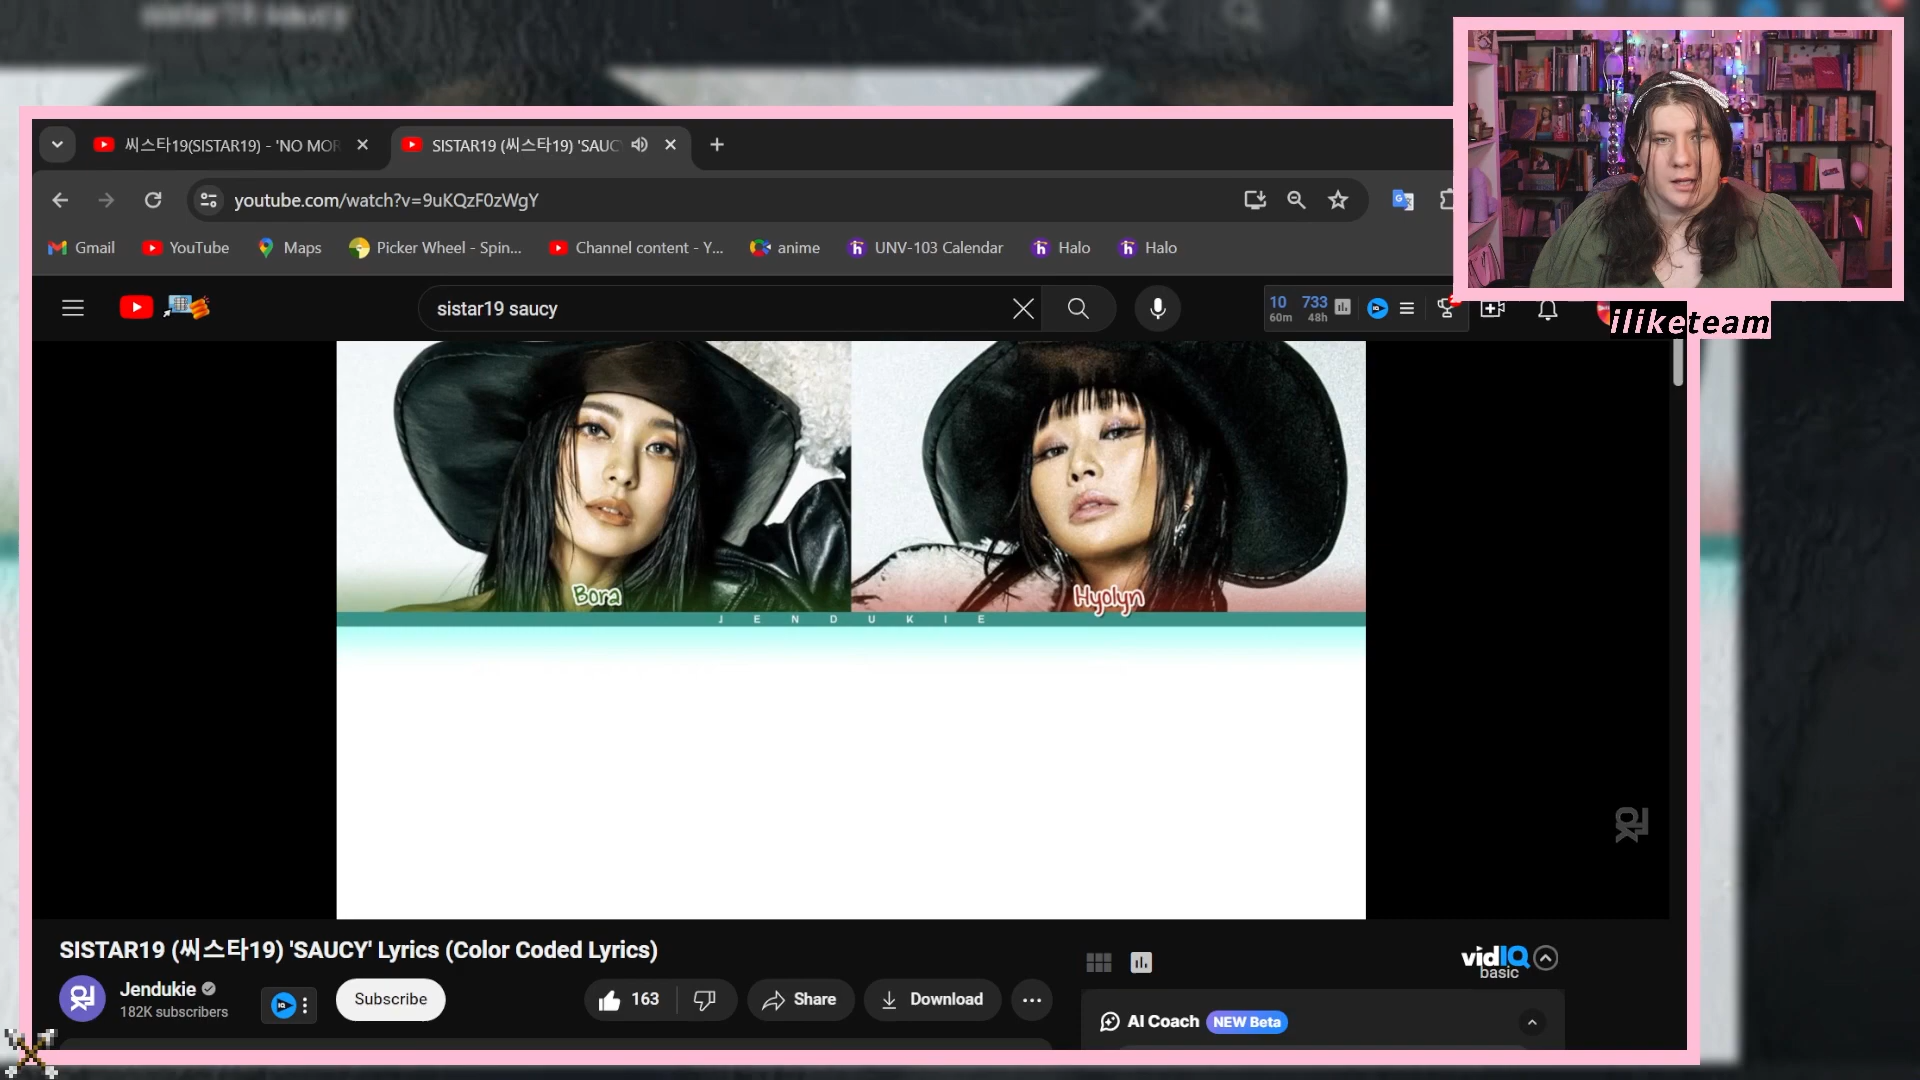 sistar19 saucy
씨스타19(SISTAR19) - 'NO MOR
SISTAR19 (씨스타19) 'SAUC
youtube.com/watch?v=9uKQzF0zWgY
Gmail
YouTube
Maps
Picker Wheel - Spin...
Channel content - Y...
anime
UNV-103 Calendar
Halo
Halo
sistar19 saucy
10 733
60m 48h
iliketeam
Bora
Hyolyn
JENDUKIE
SISTAR19 (씨스타19) 'SAUCY' Lyrics (Color Coded Lyrics)
Jendukie
182K subscribers
Subscribe
163
Share
Download
vidIQ
basic
AI Coach NEW Beta